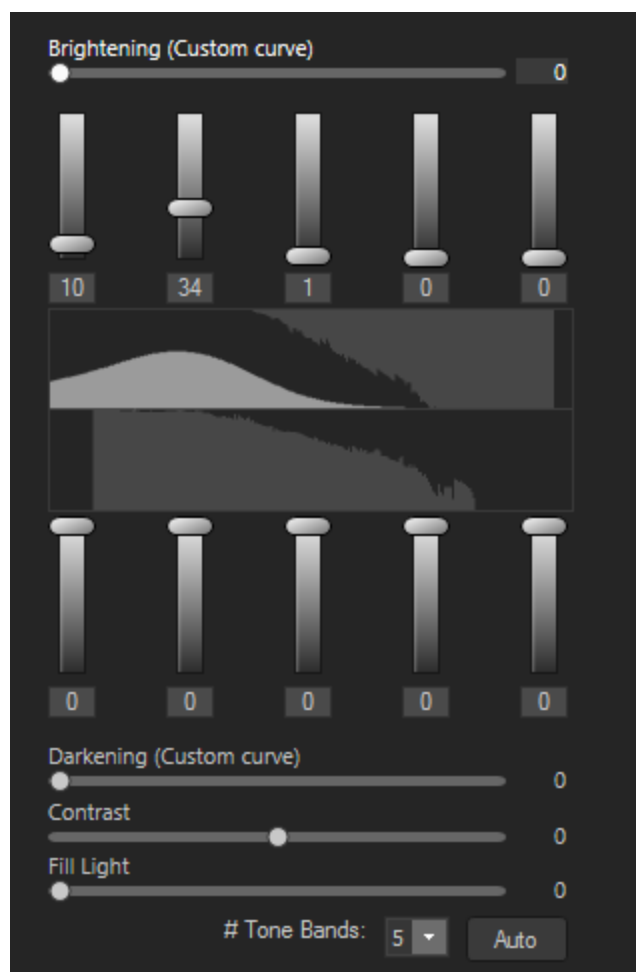 Brightening (Custom curve)
0
10 34 1 0 0
0 0 0 0 0
Darkening (Custom curve)
0
Contrast
0
Fill Light
0
# Tone Bands: 5 Auto